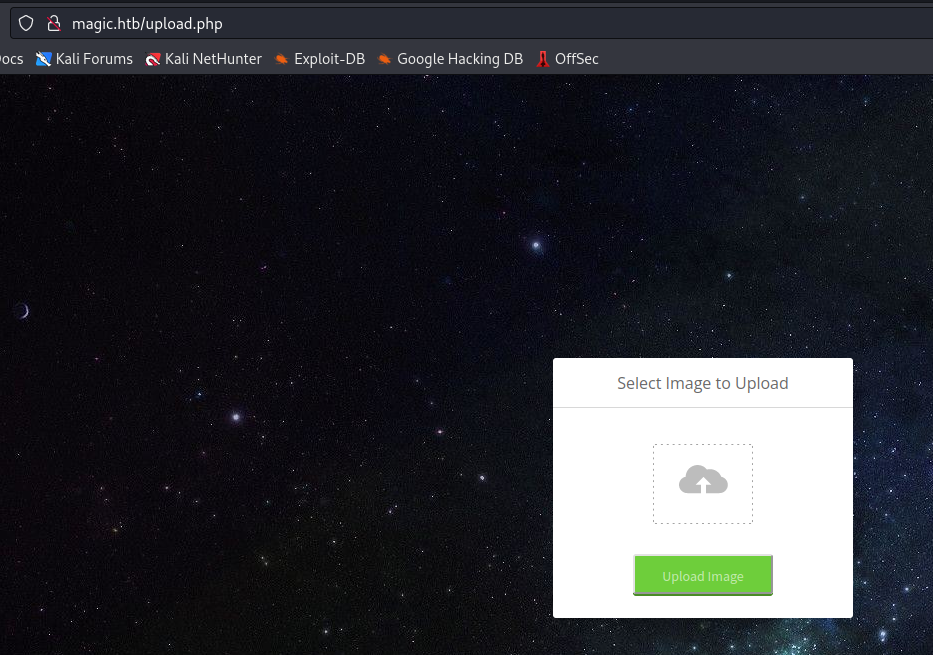 magic.htb/upload.php
ocs Kali Forums Kali NetHunter Exploit-DB Google Hacking DB OffSec
Select Image to Upload
Upload Image